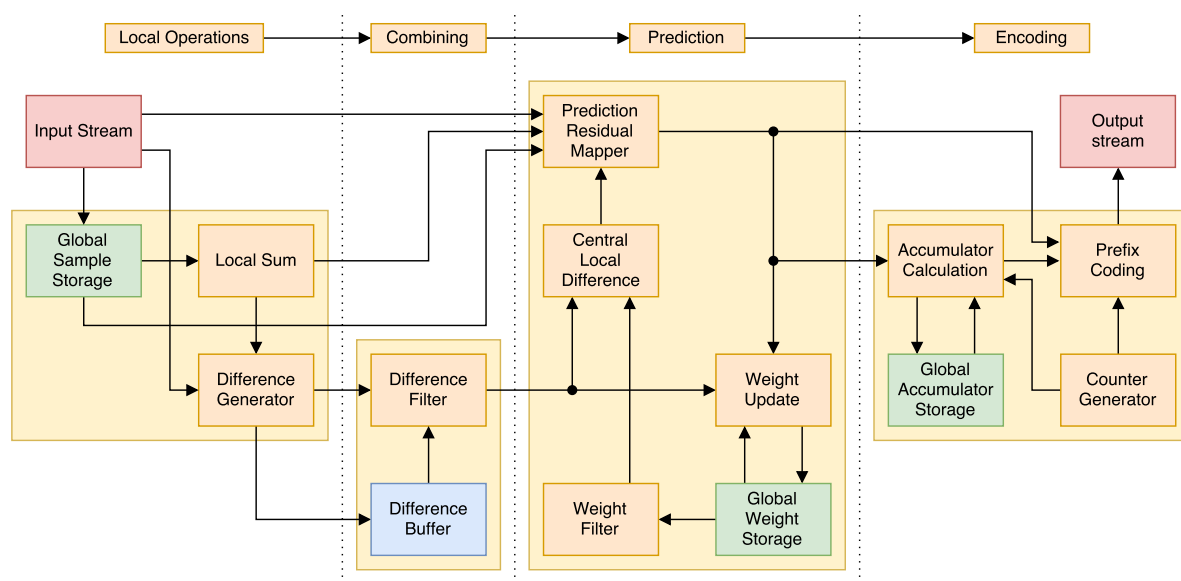 Local Operations
Combining
Prediction
Encoding
Input Stream
Prediction
Residual
Mapper
Output
stream
Global
Sample
Storage
Local Sum
Central
Local
Difference
Accumulator
Calculation
Prefix
Coding
Difference
Generator
Difference
Filter
Weight
Update
Global
Accumulator
Storage
Counter
Generator
Difference
Buffer
Weight
Filter
Global
Weight
Storage